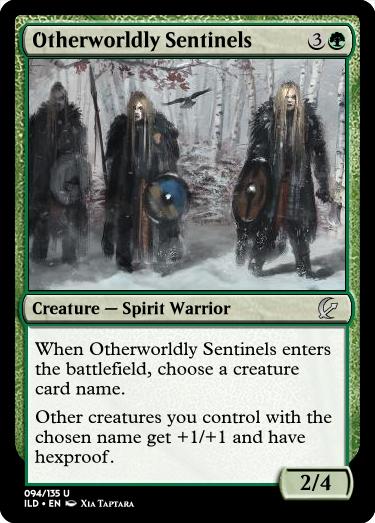 Otherworldly Sentinels 3
Creature — Spirit Warrior
When Otherworldly Sentinels enters
the battlefield, choose a creature
card name.
Other creatures you control with the
chosen name get +1/+1 and have
hexproof.
2/4
094/135 U
ILD • EN Xia Taptara